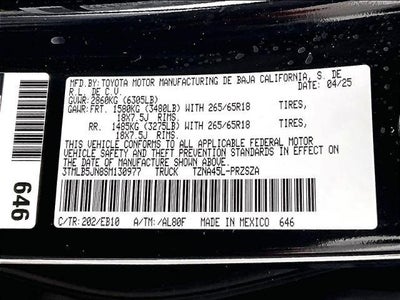 MFD.BY:TOYOTA MOTOR MANUFACTURING DE BAJA CALIFORNIA, S. DE
R.L. DE C.V. DATE: 04/25
GVWR: 2860KG (6305LB)
GAWR: FRT. 1580KG (3480LB) WITH 265/65R18 TIRES,
18X7.5J RIMS.
RR. 1485KG (3275LB) WITH 265/65R18 TIRES,
18X7.5J RIMS.
THIS VEHICLE CONFORMS TO ALL APPLICABLE FEDERAL MOTOR
VEHICLE SAFETY AND THEFT PREVENTION STANDARDS IN EFFECT ON
THE DATE OF MANUFACTURE SHOWN ABOVE.
3TMLB5JN8SM130977 TRUCK TZNA45L-PRZSZA
C/TR: 202/EB10 A/TM: /AL80F MADE IN MEXICO 646
646